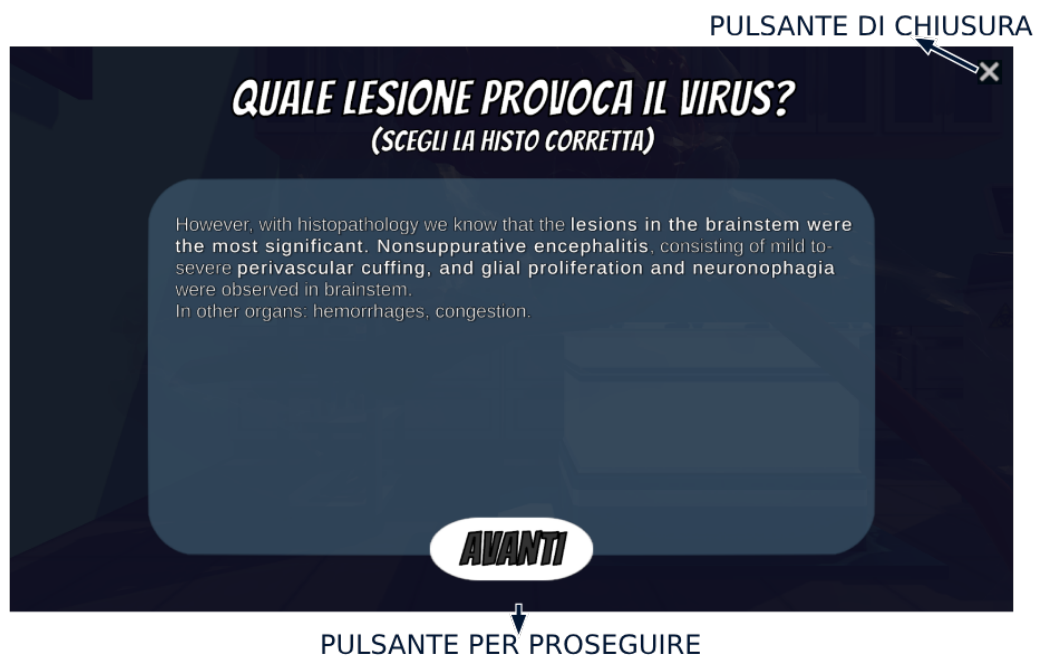 PULSANTE DI CHIUSURA
QUALE LESIONE PROVOCA IL VIRUS?
(SCEGLI LA HISTO CORRETTA)
However, with histopathology we know that the lesions in the brainstem were
the most significant. Nonsuppurative encephalitis, consisting of mild to-
severe perivascular cuffing, and glial proliferation and neuronophagia
were observed in brainstem.
In other organs: hemorrhages, congestion.
AVANTI
PULSANTE PER PROSEGUIRE